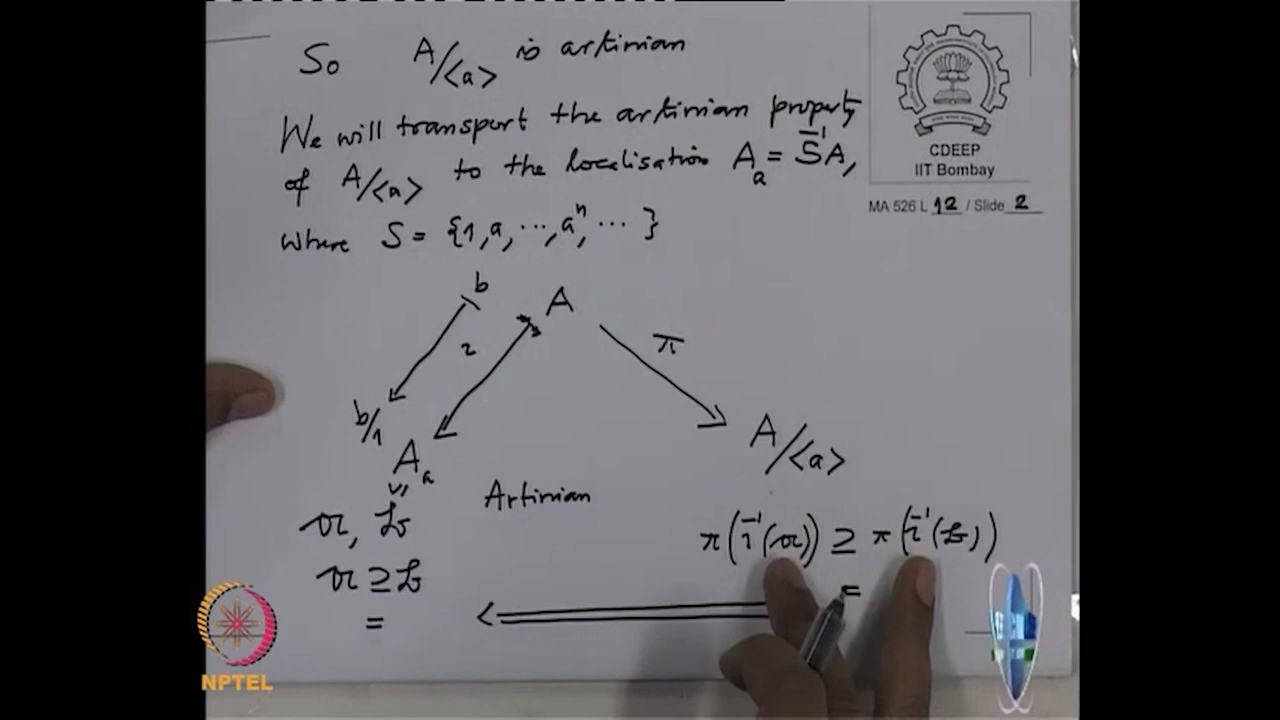 So A/<a> is artinian
We will transport the artinian property
of A/<a> to the localisation A_a = S⁻¹A,
where S = {1, a, ..., aⁿ, ... }
CDEEP
IIT Bombay
MA 526 L 12 / Slide 2
b A
ι π
b/1
A_a A/<a>
∪ι
𝔞, 𝔟 Artinian π(ι⁻¹(𝔞)) ⊇ π(ι⁻¹(𝔟))
𝔞 ⊇ 𝔟
= ⇐ =
NPTEL